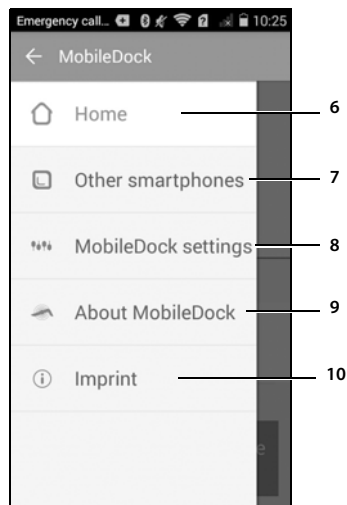 Emergency call... 10:25
MobileDock
Home 6
Other smartphones 7
MobileDock settings 8
About MobileDock 9
Imprint 10
e